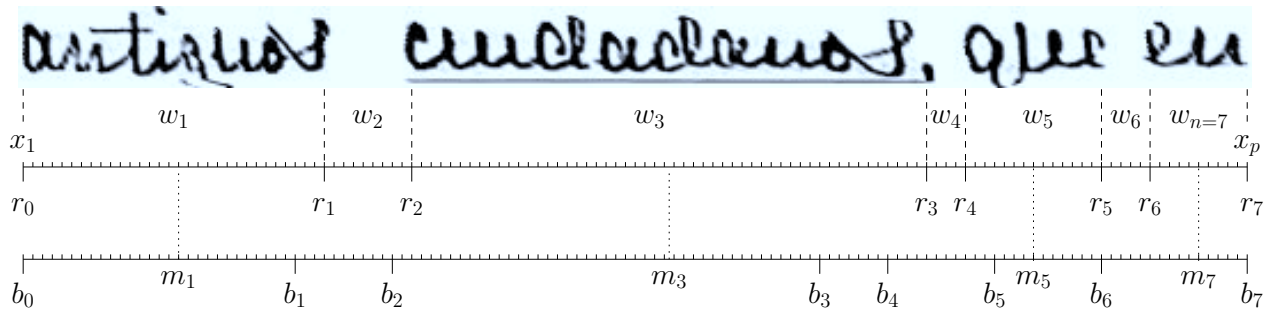 antiguos ciudadanos, que en
w₁ w₂ w₃ w₄ w₅ w₆ wₙ₌₇
x₁ xₚ
r₀ r₁ r₂ r₃ r₄ r₅ r₆ r₇
m₁ m₃ m₅ m₇
b₀ b₁ b₂ b₃ b₄ b₅ b₆ b₇